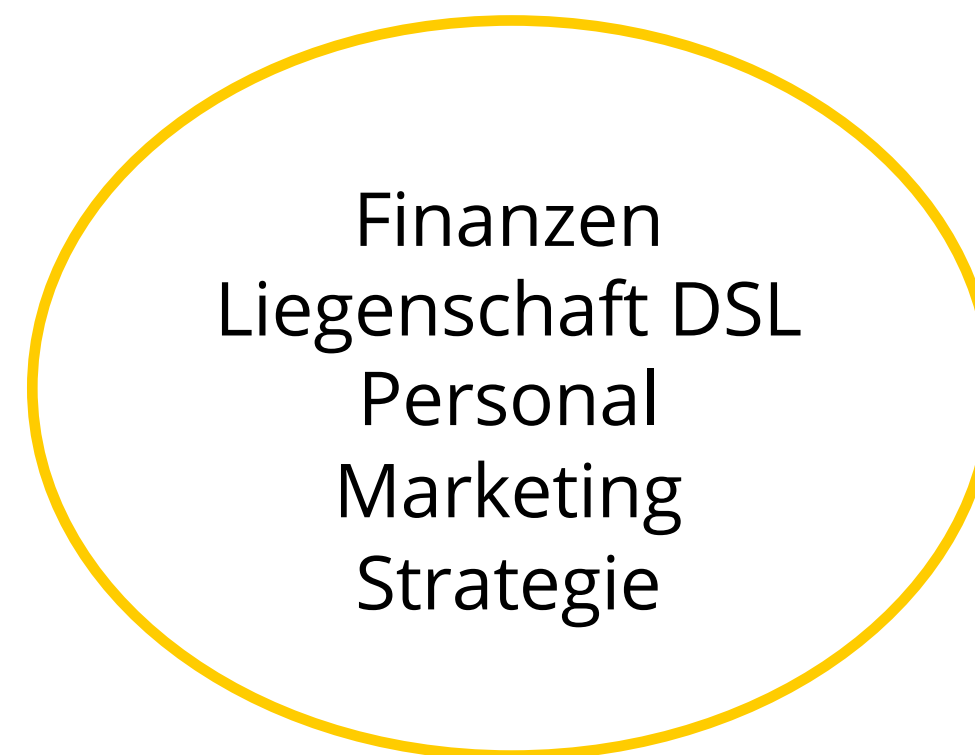 Finanzen
Liegenschaft DSL
Personal
Marketing
Strategie